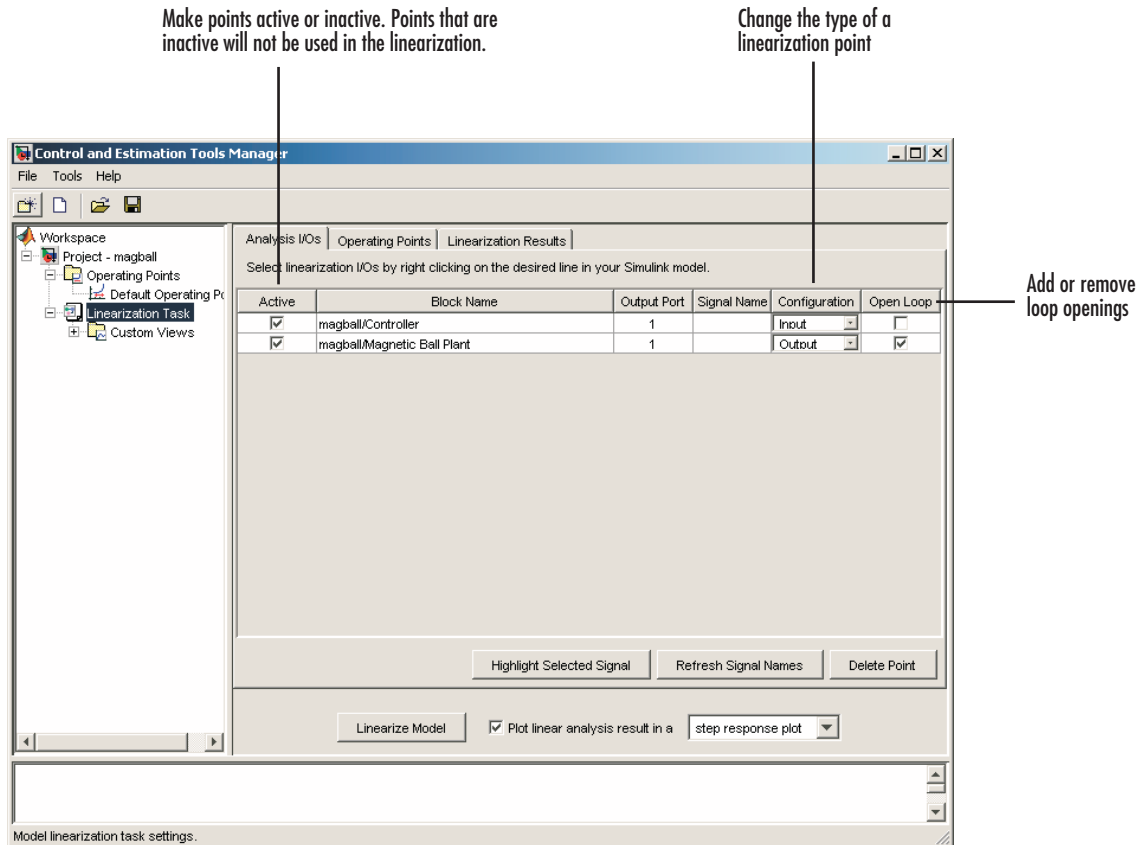 Make points active or inactive. Points that are
inactive will not be used in the linearization.
Change the type of a
linearization point
Control and Estimation Tools Manager
File Tools Help
Workspace
Project - magball
Operating Points
Default Operating Po
Linearization Task
Custom Views
Analysis I/Os Operating Points Linearization Results
Select linearization I/Os by right clicking on the desired line in your Simulink model.
Active Block Name Output Port Signal Name Configuration Open Loop
magball/Controller 1 Input
magball/Magnetic Ball Plant 1 Output
Add or remove
loop openings
Highlight Selected Signal Refresh Signal Names Delete Point
Linearize Model Plot linear analysis result in a step response plot
Model linearization task settings.